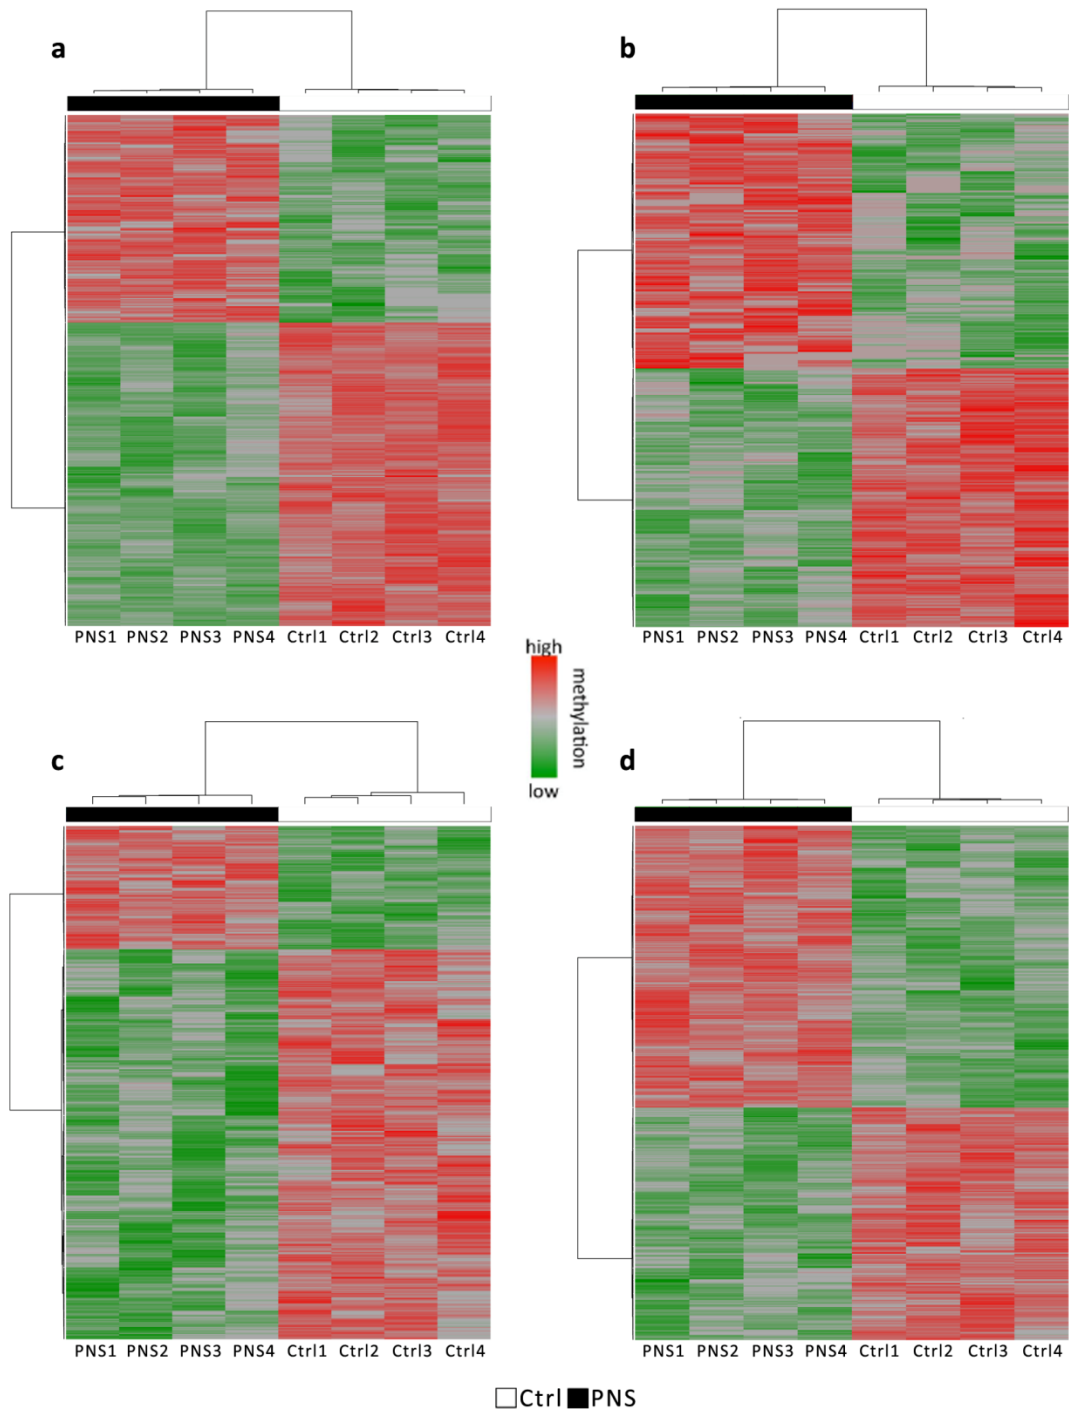 a
b
PNS1 PNS2 PNS3 PNS4 Ctrl1 Ctrl2 Ctrl3 Ctrl4
PNS1 PNS2 PNS3 PNS4 Ctrl1 Ctrl2 Ctrl3 Ctrl4
high
methylation
low
c
d
PNS1 PNS2 PNS3 PNS4 Ctrl1 Ctrl2 Ctrl3 Ctrl4
PNS1 PNS2 PNS3 PNS4 Ctrl1 Ctrl2 Ctrl3 Ctrl4
Ctrl PNS